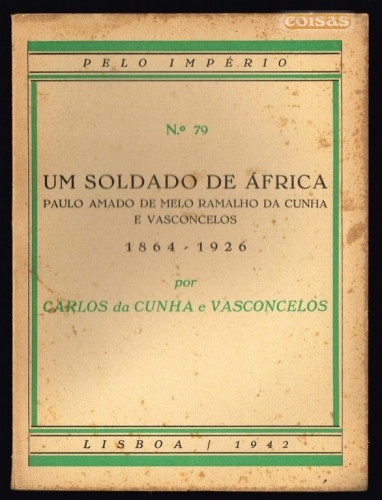 coisas
PELO IMPÉRIO
N.º 79
UM SOLDADO DE ÁFRICA
PAULO AMADO DE MELO RAMALHO DA CUNHA
E VASCONCELOS
1864-1926
por
CARLOS da CUNHA e VASCONCELOS
LISBOA / 1942